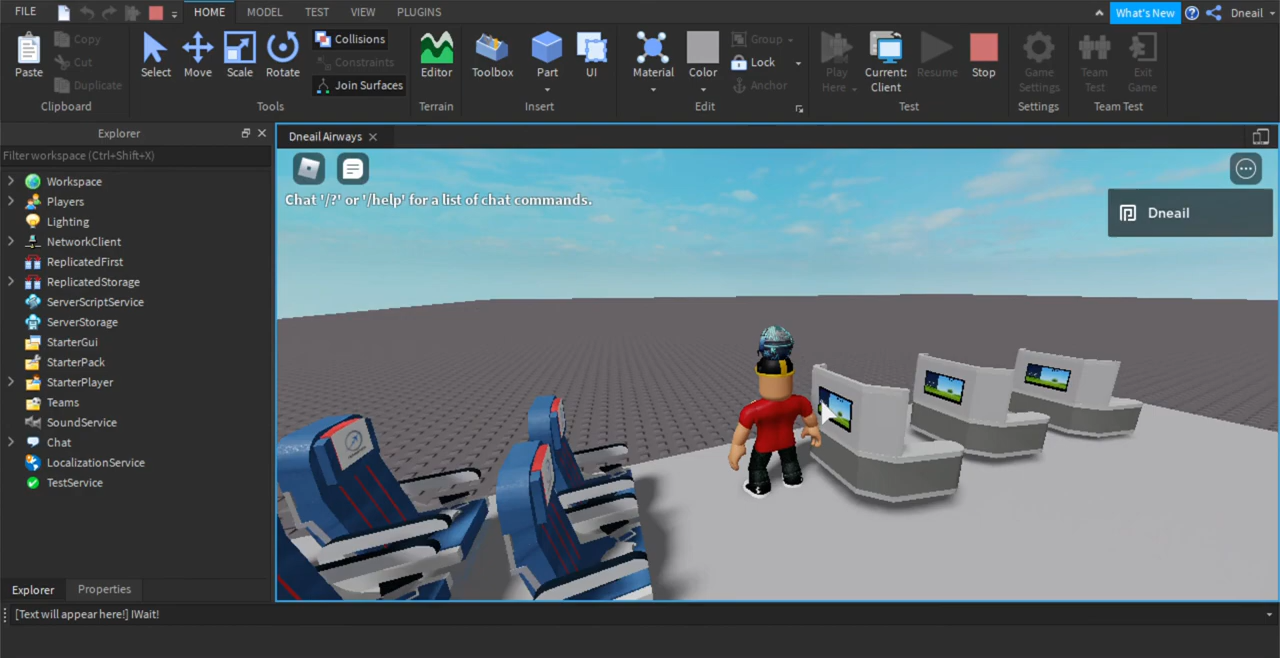 FILE HOME MODEL TEST VIEW PLUGINS What's New Dneail
Paste
Copy
Cut
Duplicate
Clipboard
Select Move Scale Rotate
Collisions
Constraints
Join Surfaces
Tools
Editor
Terrain
Toolbox Part UI
Insert
Material Color
Group
Lock
Anchor
Edit
Play
Here
Current:
Client
Resume Stop
Test
Game
Settings
Settings
Team
Test
Exit
Game
Team Test
Explorer
Filter workspace (Ctrl+Shift+X)
Workspace
Players
Lighting
NetworkClient
ReplicatedFirst
ReplicatedStorage
ServerScriptService
ServerStorage
StarterGui
StarterPack
StarterPlayer
Teams
SoundService
Chat
LocalizationService
TestService
Explorer Properties
Dneail Airways
Chat '/?' or '/help' for a list of chat commands.
Dneail
[Text will appear here!] lWait!